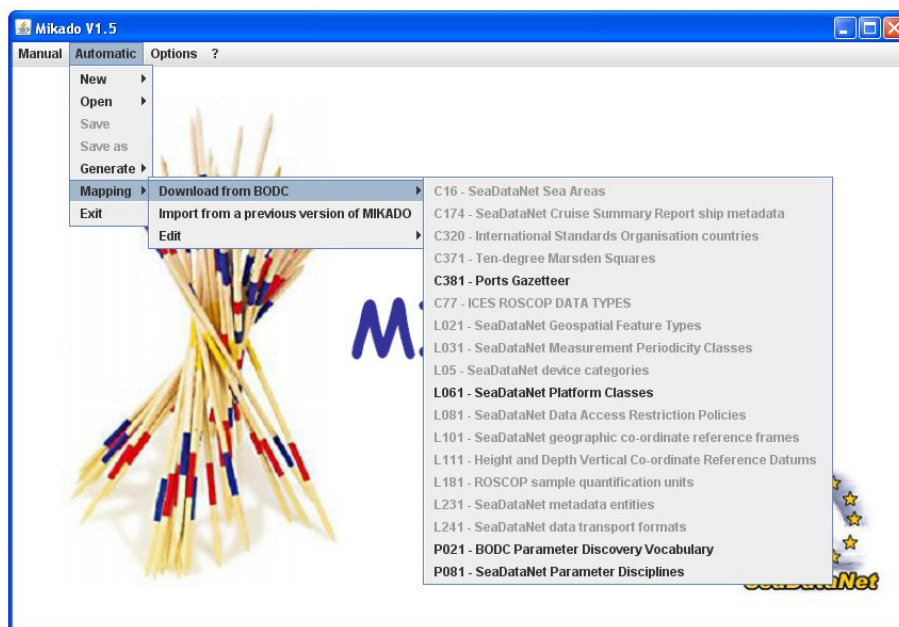 Mikado V1.5
Manual Automatic Options ?
New
Open
Save
Save as
Generate
Mapping
Exit
Download from BODC
Import from a previous version of MIKADO
Edit
C16 - SeaDataNet Sea Areas
C174 - SeaDataNet Cruise Summary Report ship metadata
C320 - International Standards Organisation countries
C371 - Ten-degree Marsden Squares
C381 - Ports Gazetteer
C77 - ICES ROSCOP DATA TYPES
L021 - SeaDataNet Geospatial Feature Types
L031 - SeaDataNet Measurement Periodicity Classes
L05 - SeaDataNet device categories
L061 - SeaDataNet Platform Classes
L081 - SeaDataNet Data Access Restriction Policies
L101 - SeaDataNet geographic co-ordinate reference frames
L111 - Height and Depth Vertical Co-ordinate Reference Datums
L181 - ROSCOP sample quantification units
L231 - SeaDataNet metadata entities
L241 - SeaDataNet data transport formats
P021 - BODC Parameter Discovery Vocabulary
P081 - SeaDataNet Parameter Disciplines
SeaDataNet